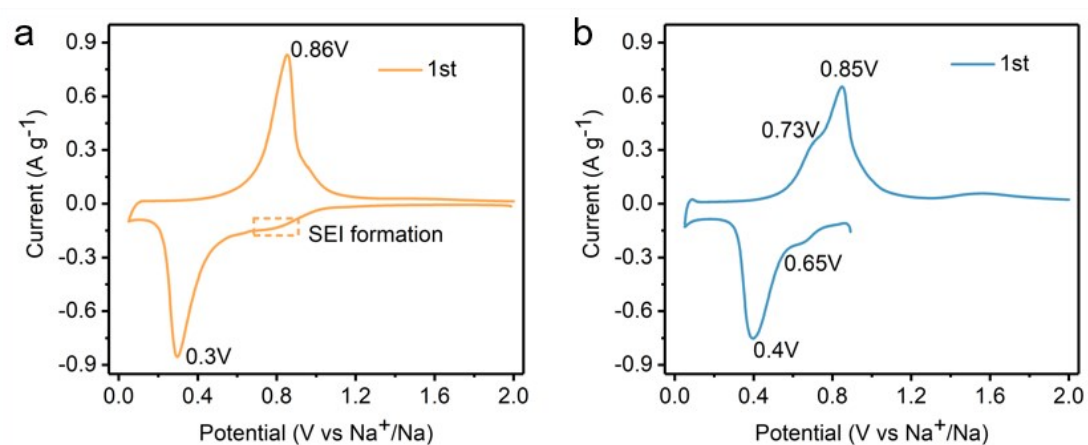 a
0.9
0.6
0.3
0.0
-0.3
-0.6
-0.9
Current (A g⁻¹)
0.86V
1st
SEI formation
0.3V
0.0 0.4 0.8 1.2 1.6 2.0
Potential (V vs Na⁺/Na)
b
0.9
0.6
0.3
0.0
-0.3
-0.6
-0.9
Current (A g⁻¹)
0.85V
1st
0.73V
0.65V
0.4V
0.0 0.4 0.8 1.2 1.6 2.0
Potential (V vs Na⁺/Na)